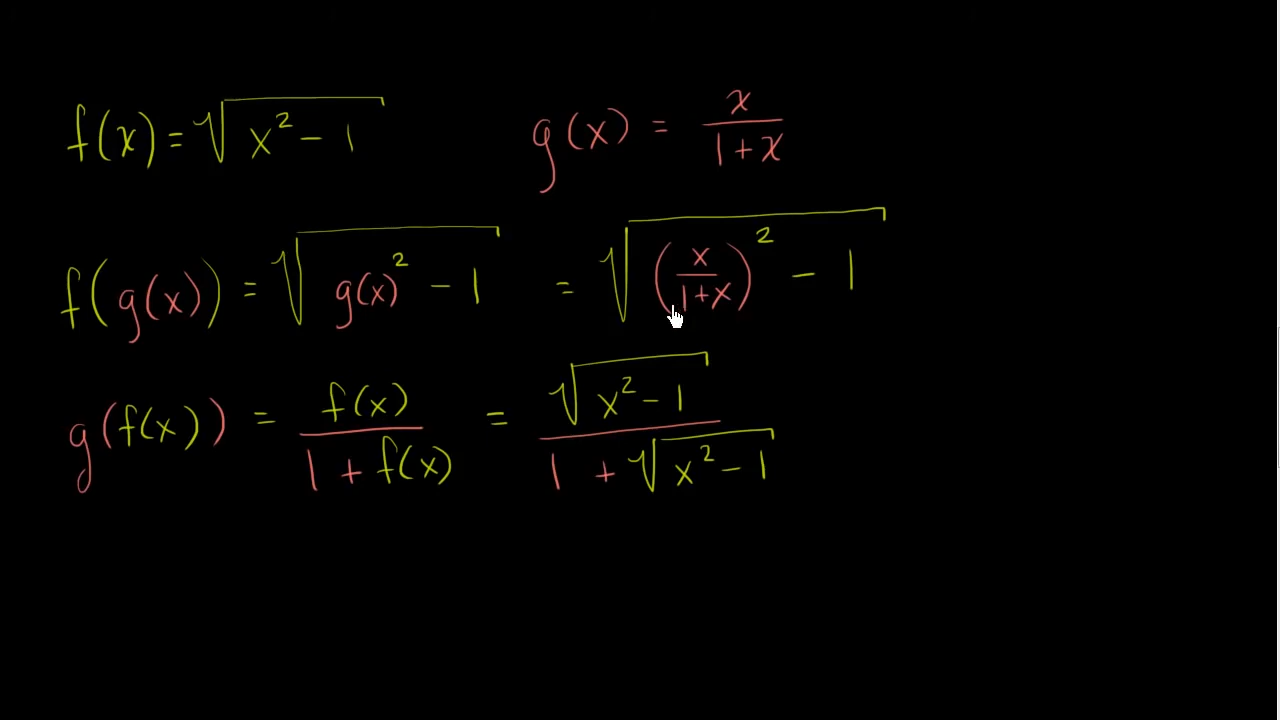 f(x) = √(x² − 1)    g(x) = x/(1 + x)
f(g(x)) = √(g(x)² − 1) = √((x/(1+x))² − 1)
g(f(x)) = f(x)/(1 + f(x)) = √(x² − 1)/(1 + √(x² − 1))